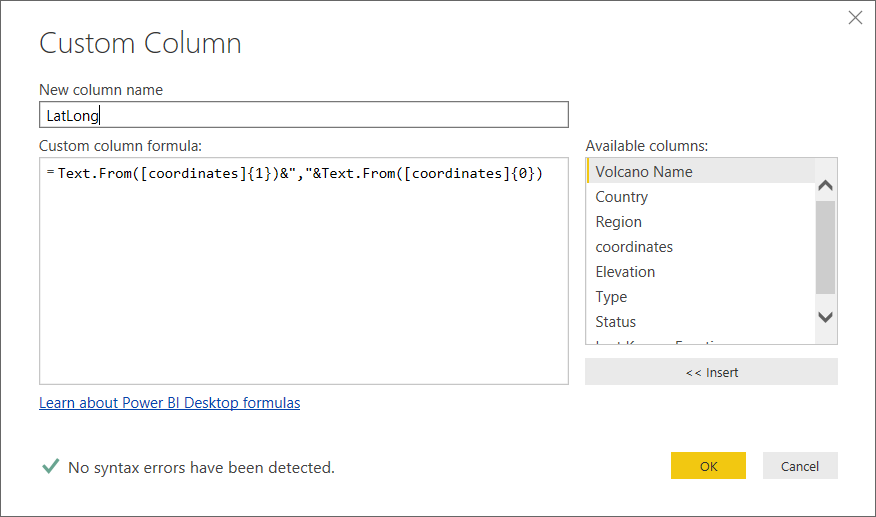 Custom Column
New column name
LatLong
Custom column formula:
= Text.From([coordinates]{1})&","&Text.From([coordinates]{0})
Available columns:
Volcano Name
Country
Region
coordinates
Elevation
Type
Status
<< Insert
Learn about Power BI Desktop formulas
No syntax errors have been detected.
OK
Cancel